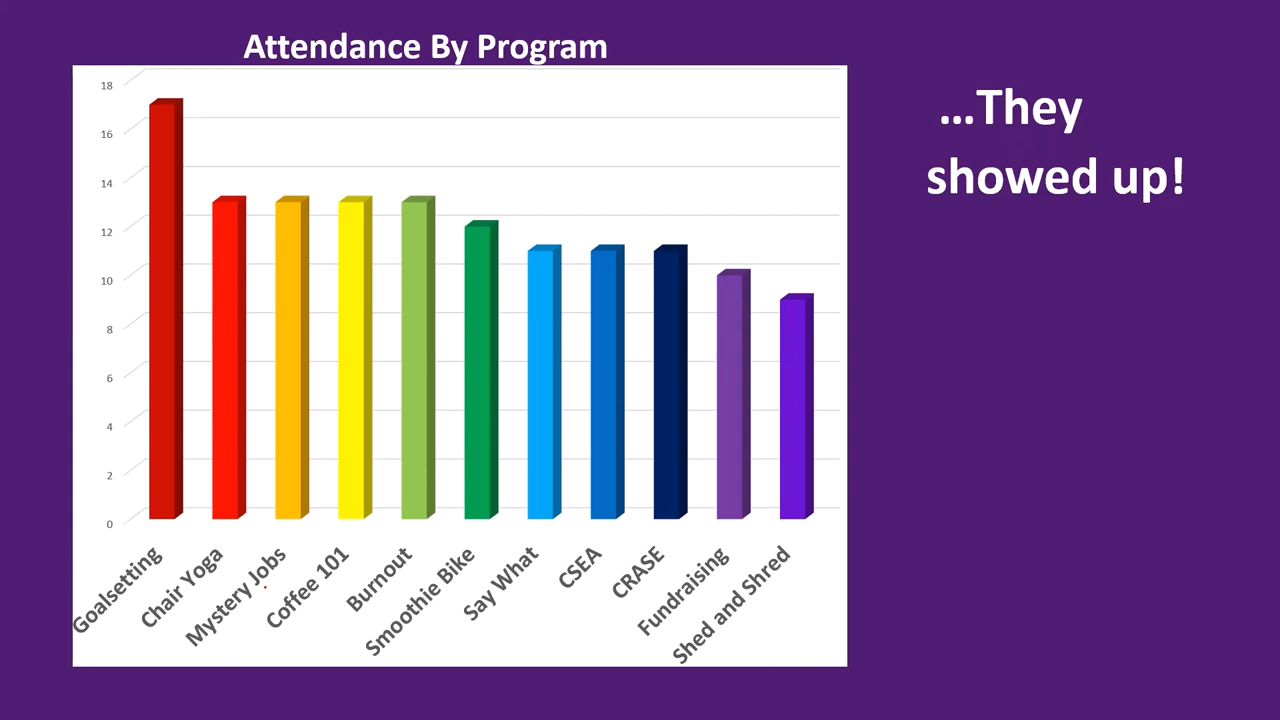 Attendance By Program
...They
showed up!
18
16
14
12
10
8
6
4
2
0
Goalsetting
Chair Yoga
Mystery Jobs
Coffee 101
Burnout
Smoothie Bike
Say What
CSEA
CRASE
Fundraising
Shed and Shred